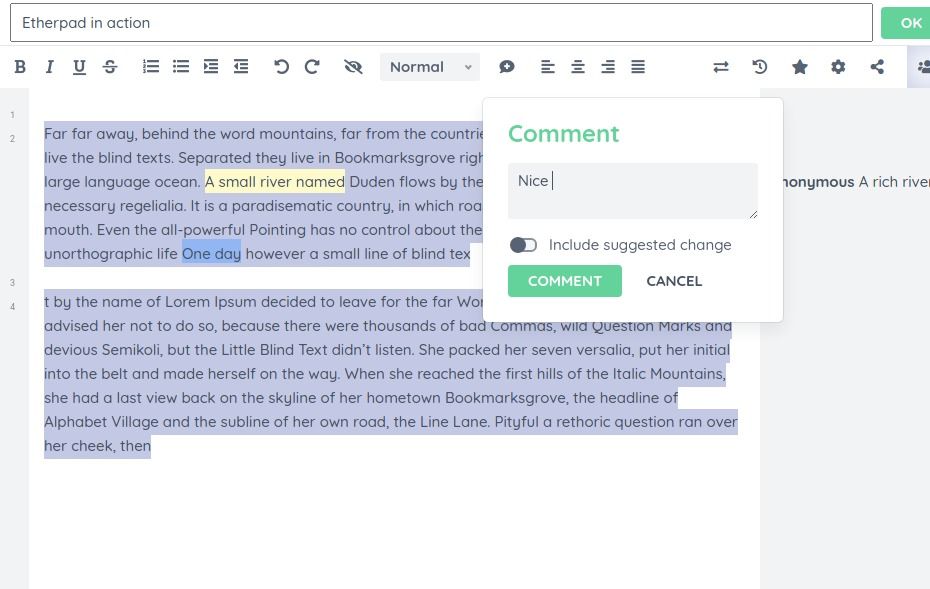 Etherpad in action
OK
B I U S Normal
1
2
Far far away, behind the word mountains, far from the countrie
live the blind texts. Separated they live in Bookmarksgrove righ
large language ocean. A small river named Duden flows by the
necessary regelialia. It is a paradisematic country, in which roa
mouth. Even the all-powerful Pointing has no control about the
unorthographic life One day however a small line of blind tex
3
4
t by the name of Lorem Ipsum decided to leave for the far Wor
advised her not to do so, because there were thousands of bad Commas, wild Question Marks and
devious Semikoli, but the Little Blind Text didn’t listen. She packed her seven versalia, put her initial
into the belt and made herself on the way. When she reached the first hills of the Italic Mountains,
she had a last view back on the skyline of her hometown Bookmarksgrove, the headline of
Alphabet Village and the subline of her own road, the Line Lane. Pityful a rethoric question ran over
her cheek, then
Comment
Nice
Include suggested change
COMMENT CANCEL
nonymous A rich river